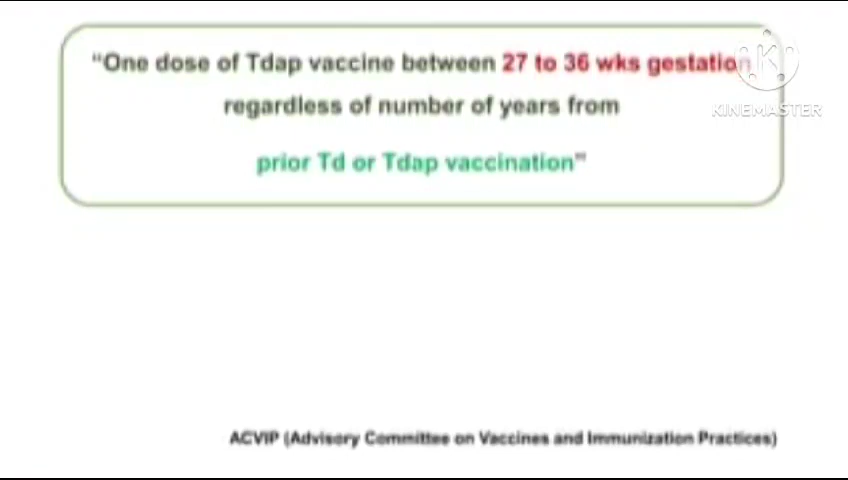 "One dose of Tdap vaccine between 27 to 36 wks gestation
regardless of number of years from
prior Td or Tdap vaccination"
KINEMASTER
ACVIP (Advisory Committee on Vaccines and Immunization Practices)